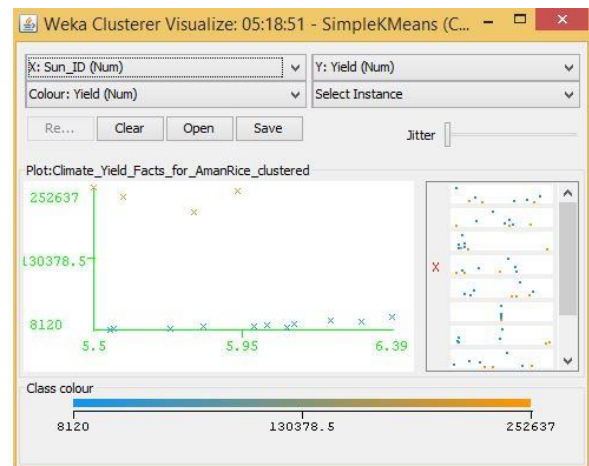 Weka Clusterer Visualize: 05:18:51 - SimpleKMeans (C...
X: Sun_ID (Num)
Y: Yield (Num)
Colour: Yield (Num)
Select Instance
Re...
Clear
Open
Save
Jitter
Plot:Climate_Yield_Facts_for_AmanRice_clustered
252637
130378.5
8120
5.5
5.95
6.39
X
Class colour
8120
130378.5
252637